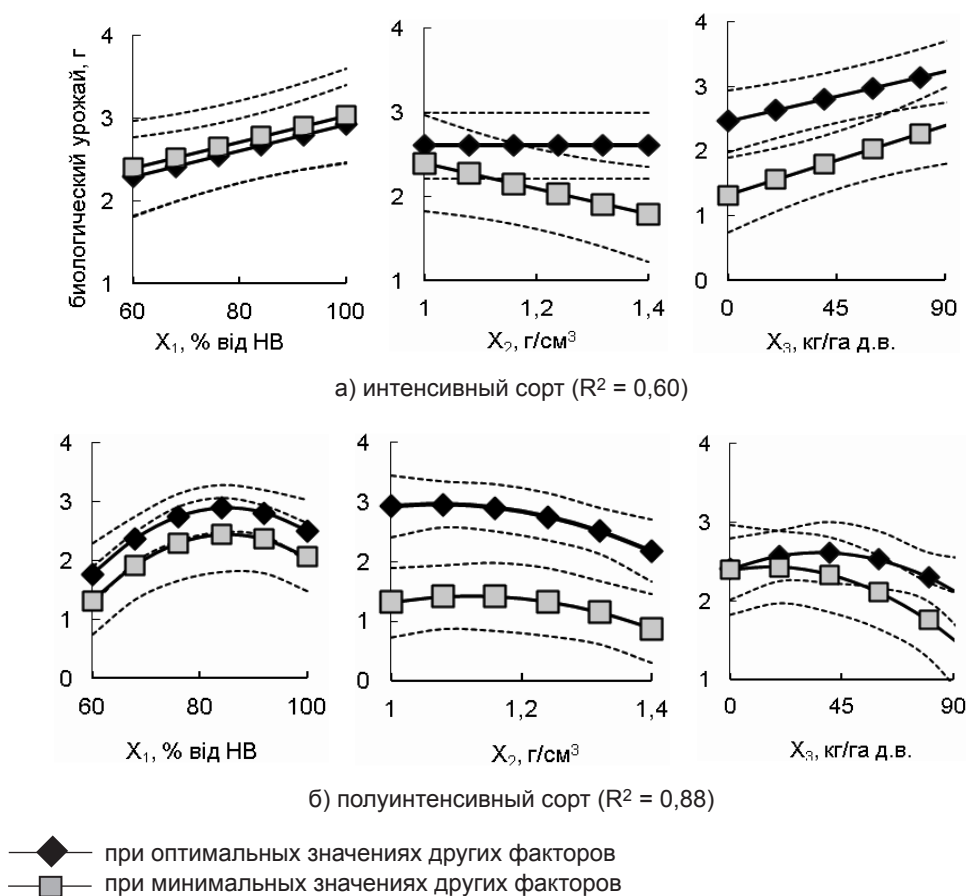 биологический урожай, г
4
3
2
1
60 80 100
X₁, % від НВ
4
3
2
1
1 1,2 1,4
X₂, г/см³
4
3
2
1
0
0 45 90
X₃, кг/га д.в.
а) интенсивный сорт (R² = 0,60)
4
3
2
1
0
60 80 100
X₁, % від НВ
4
3
2
1
0
1 1,2 1,4
X₂, г/см³
4
3
2
1
0 45 90
X₃, кг/га д.в.
б) полуинтенсивный сорт (R² = 0,88)
при оптимальных значениях других факторов
при минимальных значениях других факторов